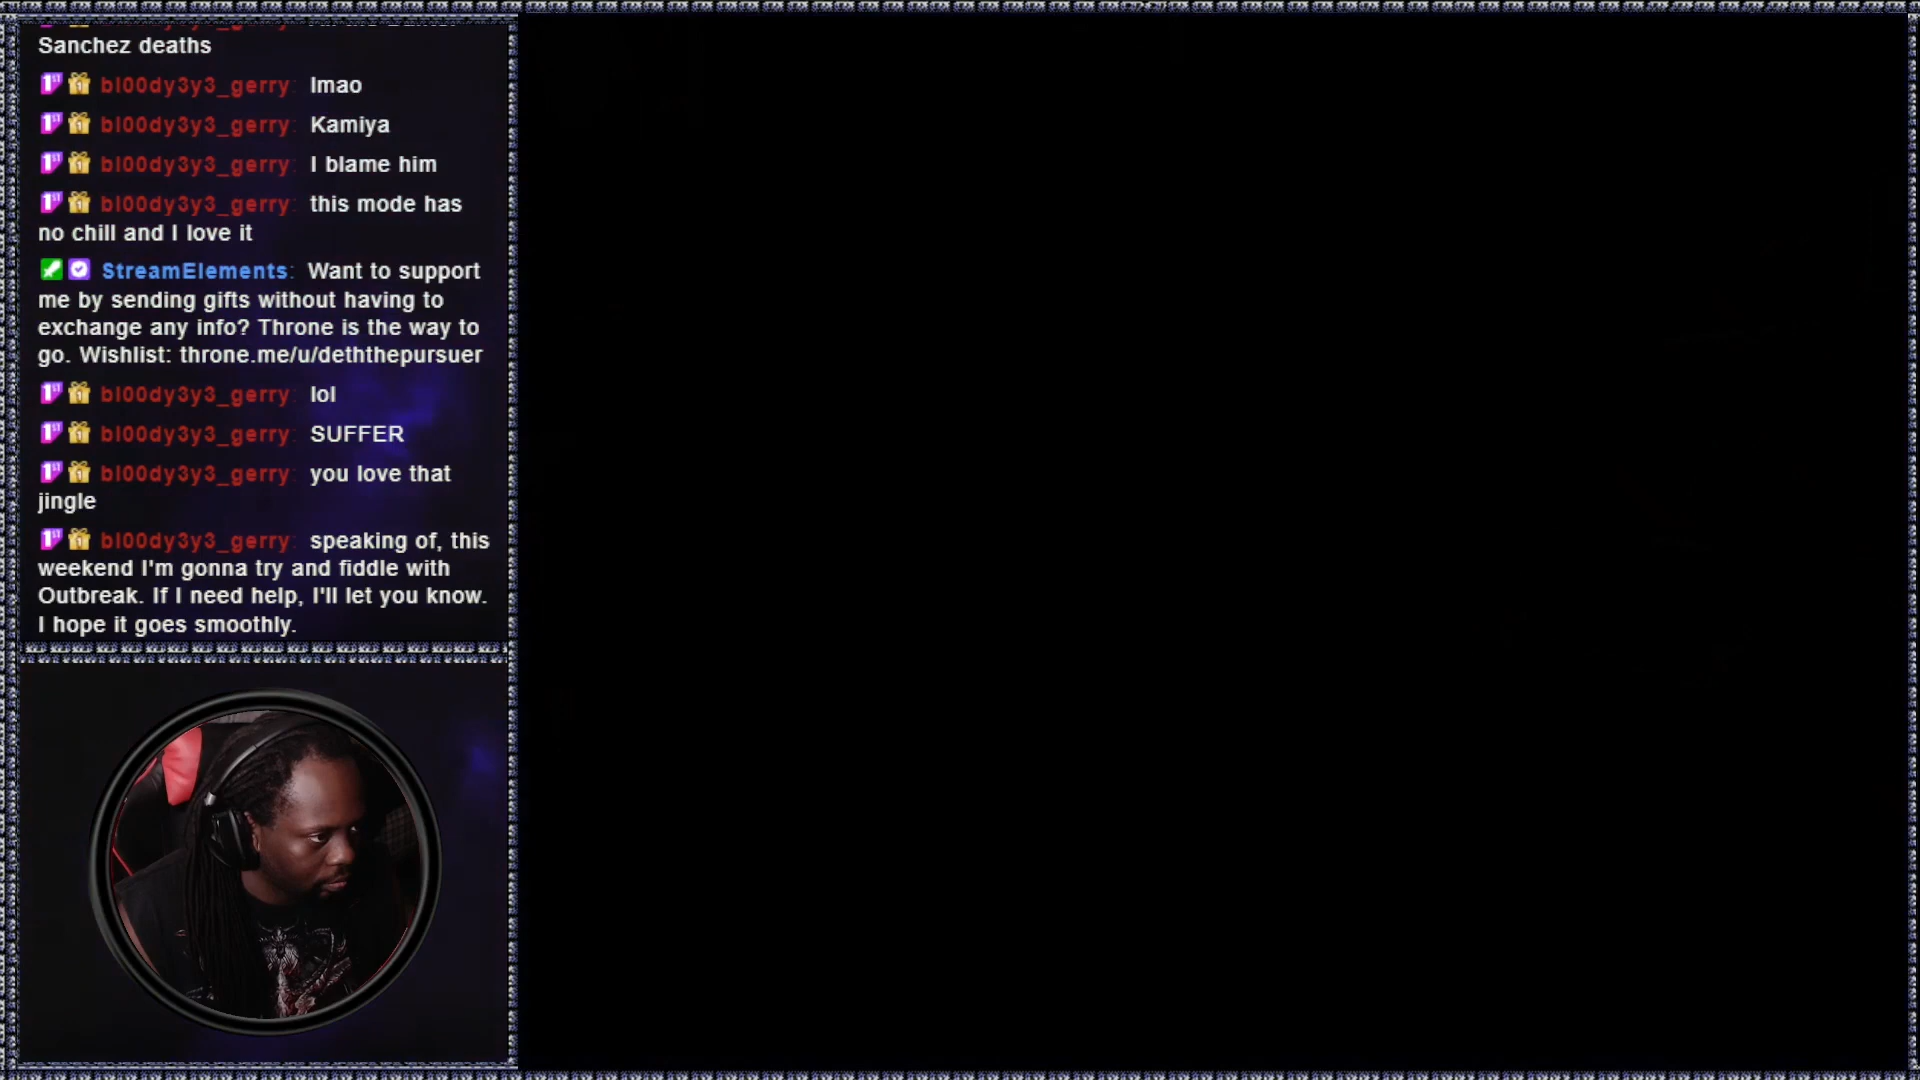 Sanchez deaths
bl00dy3y3_gerry: lmao
bl00dy3y3_gerry: Kamiya
bl00dy3y3_gerry: I blame him
bl00dy3y3_gerry: this mode has
no chill and I love it
StreamElements: Want to support
me by sending gifts without having to
exchange any info? Throne is the way to
go. Wishlist: throne.me/u/deththepursuer
bl00dy3y3_gerry: lol
bl00dy3y3_gerry: SUFFER
bl00dy3y3_gerry: you love that
jingle
bl00dy3y3_gerry: speaking of, this
weekend I'm gonna try and fiddle with
Outbreak. If I need help, I'll let you know.
I hope it goes smoothly.